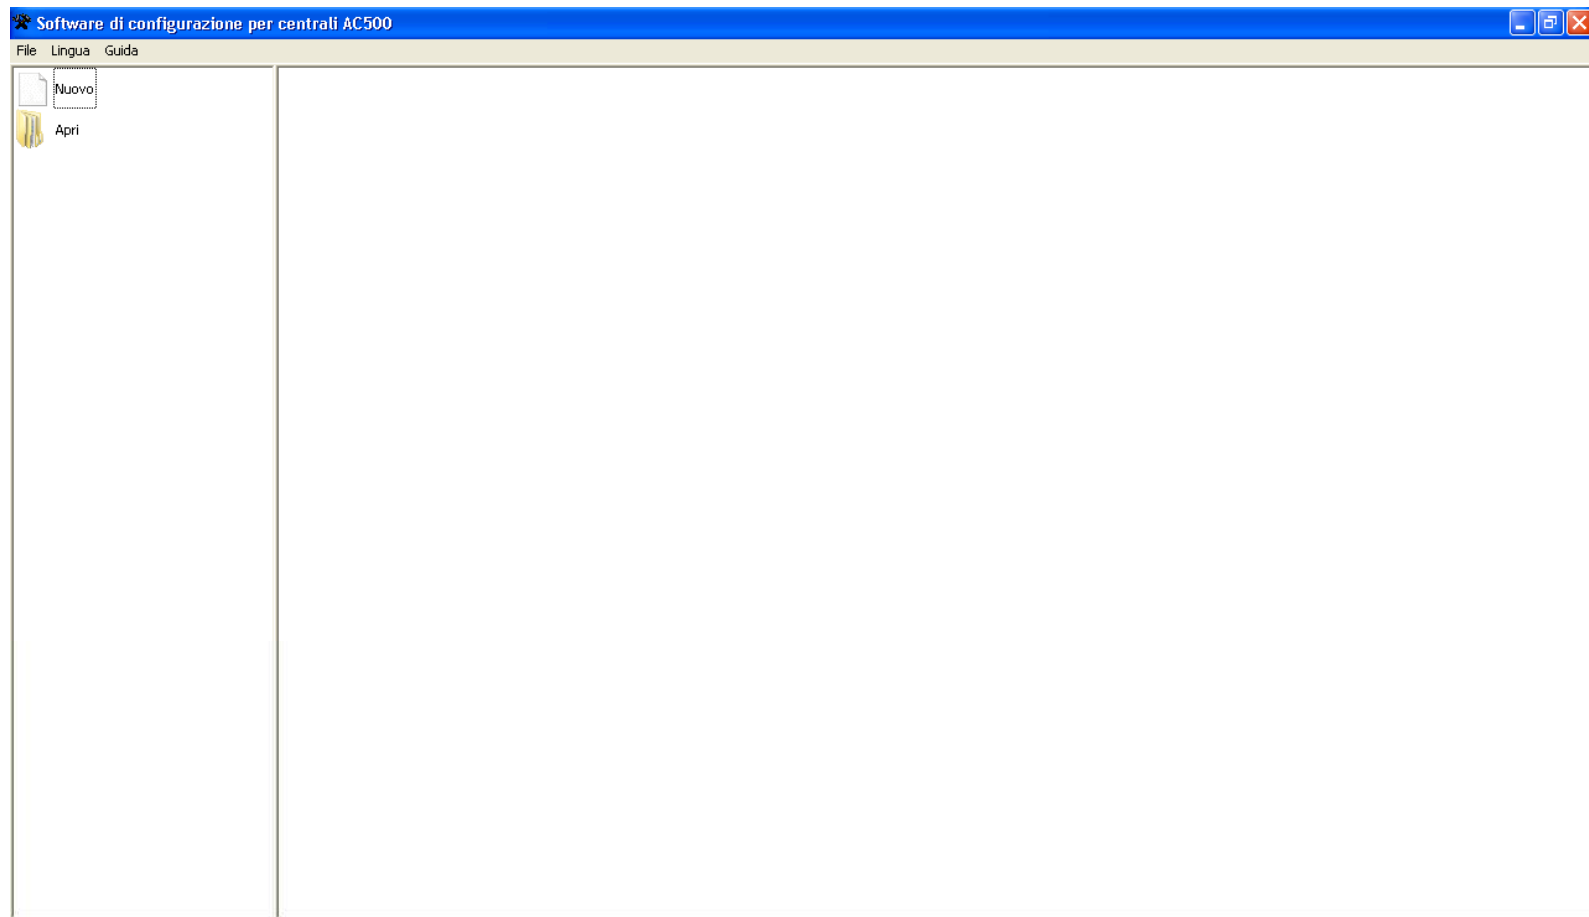 Software di configurazione per centrali AC500
File Lingua Guida
Nuovo
Apri